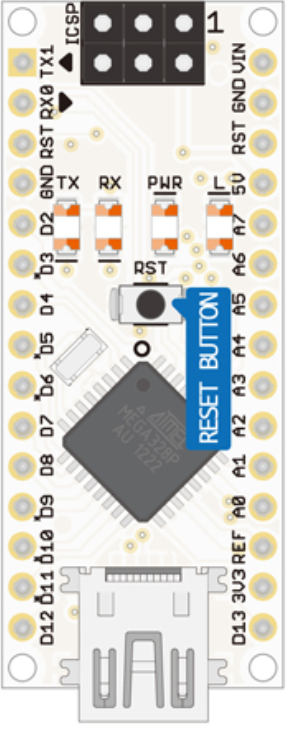 ICSP
1
TX1
RX0
RST
GND
D2
D3
D4
D5
D6
D7
D8
D9
D10
D11
D12
VIN
GND
RST
5V
A7
A6
A5
A4
A3
A2
A1
A0
REF
3V3
D13
TX RX PWR L
RST
RESET BUTTON
ATMEL
MEGA328P
AU 1222